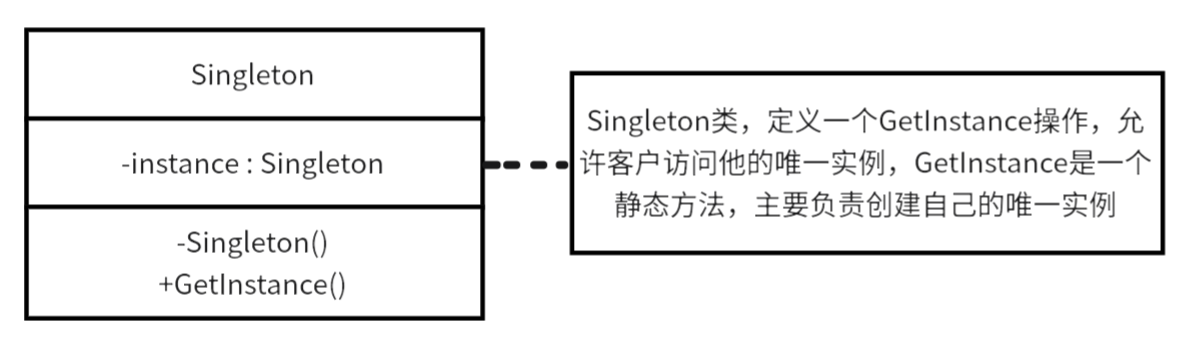 Singleton
-instance : Singleton
-Singleton()
+GetInstance()
Singleton类，定义一个GetInstance操作，允
许客户访问他的唯一实例，GetInstance是一个
静态方法，主要负责创建自己的唯一实例